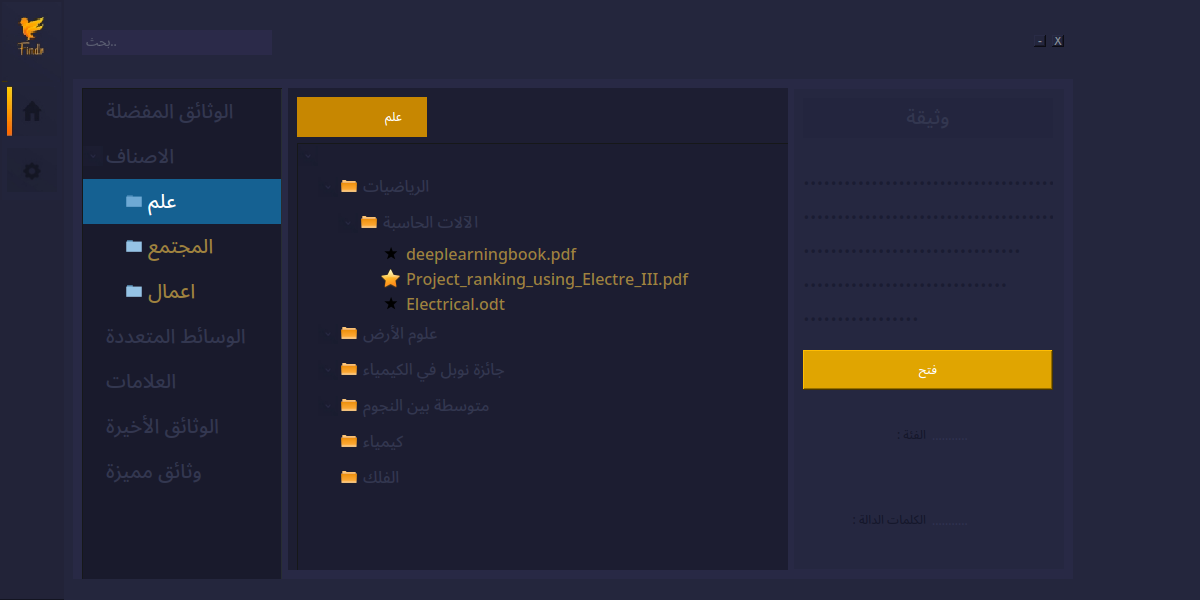 Findo
بحث..
- X
الوثائق المفضلة
الاصناف
علم
المجتمع
اعمال
الوسائط المتعددة
العلامات
الوثائق الأخيرة
وثائق مميزة
علم
الرياضيات
الآلات الحاسبة
deeplearningbook.pdf
Project_ranking_using_Electre_III.pdf
Electrical.odt
علوم الأرض
جائزة نوبل في الكيمياء
متوسطة بين النجوم
كيمياء
الفلك
وثيقة
فتح
الفئة :
الكلمات الدالة :